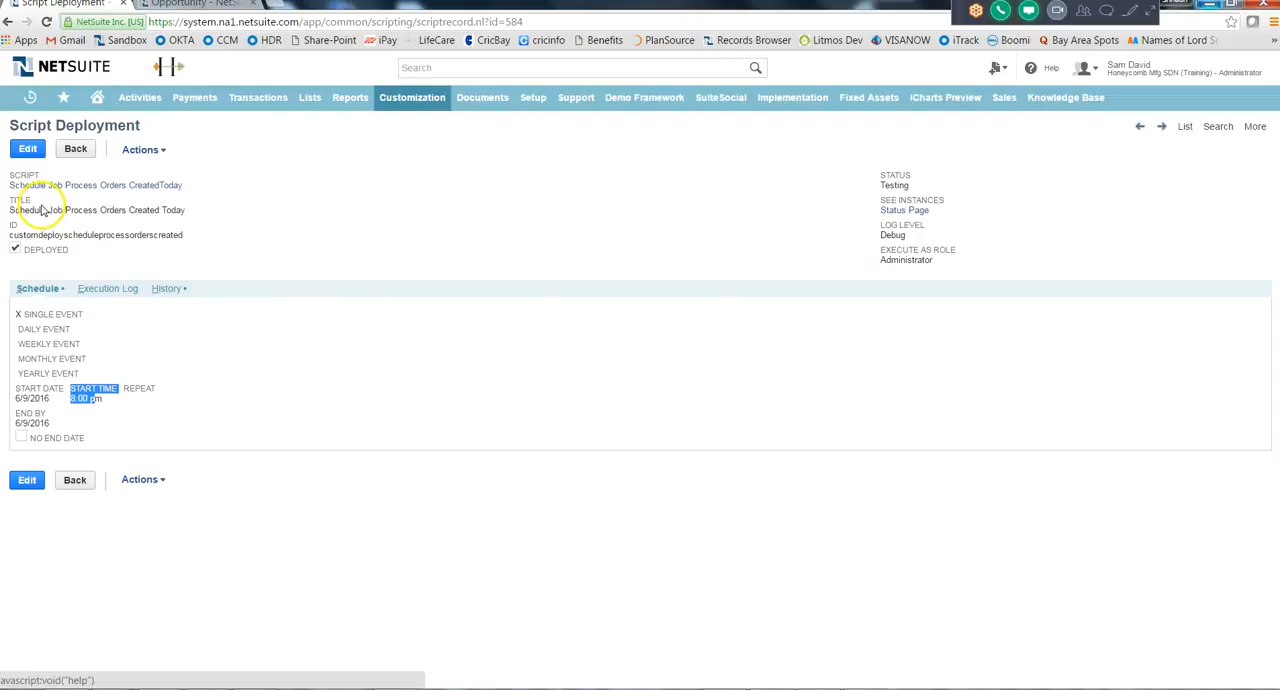 Script Deployment -
Opportunity - NetS
NetSuite Inc. [US] https://system.na1.netsuite.com/app/common/scripting/scriptrecord.nl?id=584
Apps Gmail Sandbox OKTA CCM HDR Share-Point iPay LifeCare CricBay cricinfo Benefits PlanSource Records Browser Litmos Dev VISANOW iTrack Boomi Bay Area Spots Names of Lord S »
NETSUITE
Search
Help
Sam David
Honeycomb Mfg SDN (Training) - Administrator
Activities Payments Transactions Lists Reports Customization Documents Setup Support Demo Framework SuiteSocial Implementation Fixed Assets iCharts Preview Sales Knowledge Base
Script Deployment
List Search More
Edit Back Actions
SCRIPT
Schedule Job Process Orders CreatedToday
TITLE
Schedule Job Process Orders Created Today
ID
customdeployscheduleprocessorderscreated
DEPLOYED
STATUS
Testing
SEE INSTANCES
Status Page
LOG LEVEL
Debug
EXECUTE AS ROLE
Administrator
Schedule • Execution Log History •
X SINGLE EVENT
DAILY EVENT
WEEKLY EVENT
MONTHLY EVENT
YEARLY EVENT
START DATE START TIME REPEAT
6/9/2016 8:00 pm
END BY
6/9/2016
NO END DATE
Edit Back Actions
avascript:void("help")